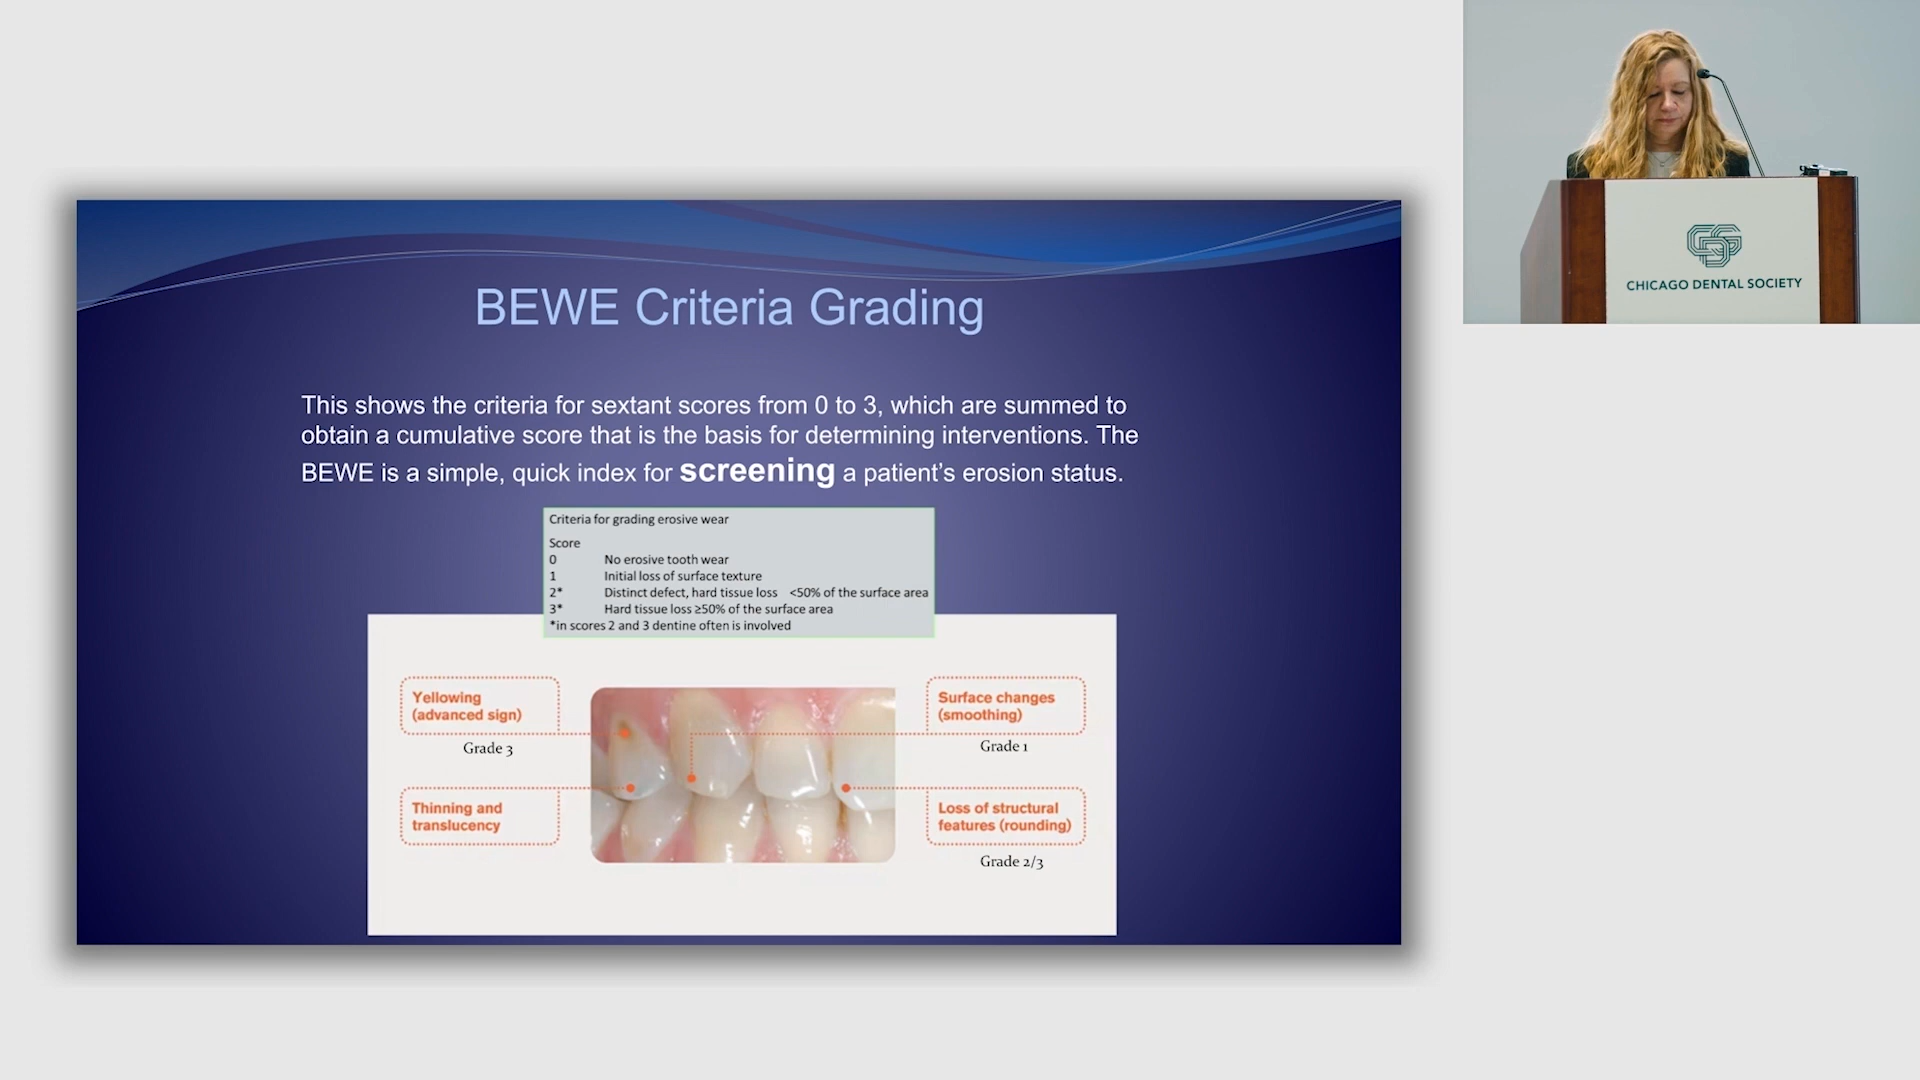 BEWE Criteria Grading
This shows the criteria for sextant scores from 0 to 3, which are summed to
obtain a cumulative score that is the basis for determining interventions. The
BEWE is a simple, quick index for screening a patient's erosion status.
Criteria for grading erosive wear
Score
0 No erosive tooth wear
1 Initial loss of surface texture
2* Distinct defect, hard tissue loss <50% of the surface area
3* Hard tissue loss ≥50% of the surface area
*in scores 2 and 3 dentine often is involved
Yellowing
(advanced sign)
Grade 3
Thinning and
translucency
Surface changes
(smoothing)
Grade 1
Loss of structural
features (rounding)
Grade 2/3
CDS
CHICAGO DENTAL SOCIETY